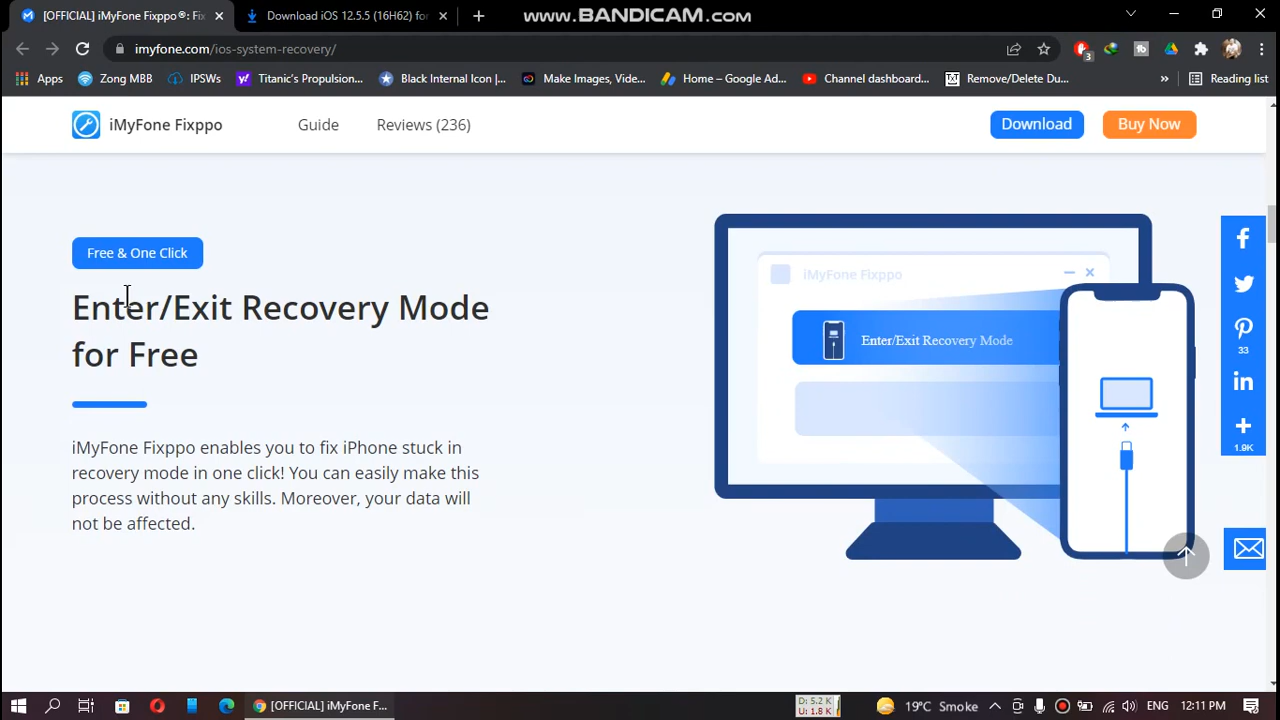 [OFFICIAL] iMyFone Fixppo®: Fix
Download iOS 12.5.5 (16H62) for
www.BANDICAM.com
imyfone.com/ios-system-recovery/
3
Apps
Zong MBB
IPSWs
Titanic's Propulsion...
Black Internal Icon |...
Make Images, Vide...
Home – Google Ad...
Channel dashboard...
Remove/Delete Du...
»
Reading list
iMyFone Fixppo
Guide
Reviews (236)
Download
Buy Now
Free & One Click
Enter/Exit Recovery Mode
for Free
iMyFone Fixppo enables you to fix iPhone stuck in
recovery mode in one click! You can easily make this
process without any skills. Moreover, your data will
not be affected.
iMyFone Fixppo
Enter/Exit Recovery Mode
33
1.9K
[OFFICIAL] iMyFone F...
D: 5.2 K
U: 1.8 K
19°C Smoke
12:11 PM